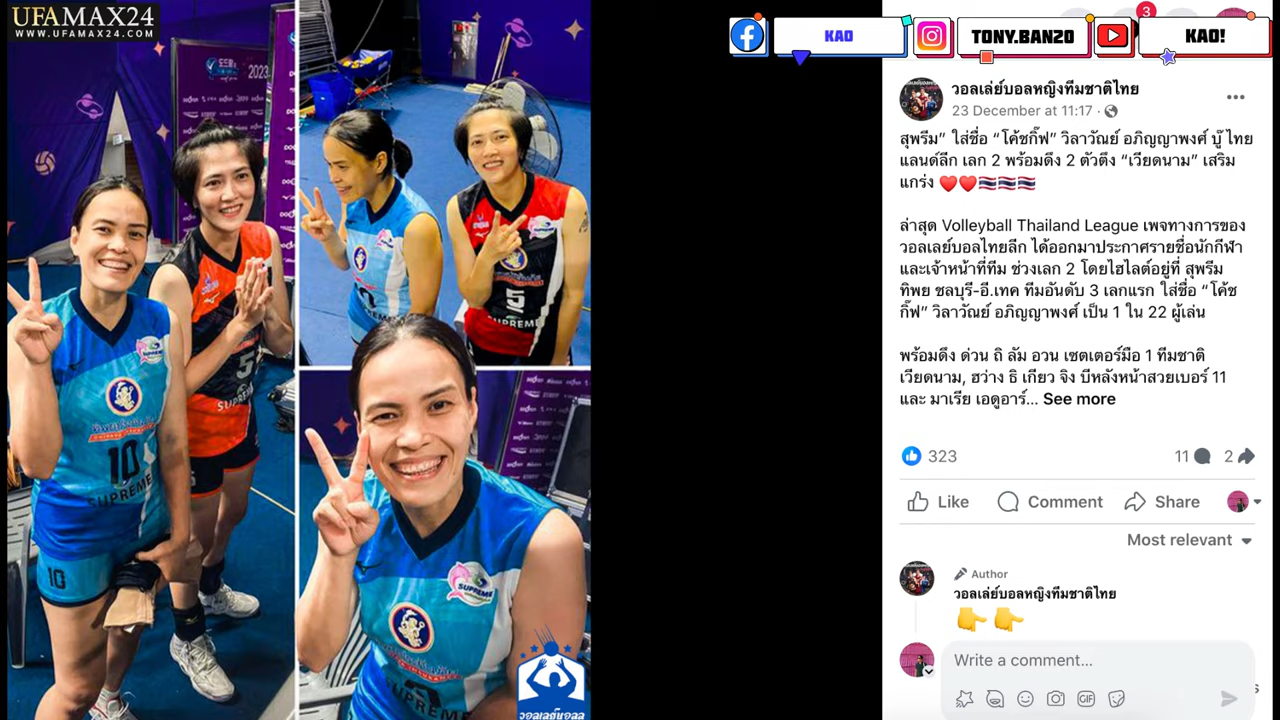 UFAMAX24
WWW.UFAMAX24.COM
KAO
TONY.BAN20
KAO!
3
2023
5
SUPREME
10
SUPREME
10
5
SUPREME
SUPREME
SUPREME
วอลเลย์บอล
วอลเล่ย์บอลหญิงทีมชาติไทย
23 December at 11:17 ·
สุพรีม” ใส่ชื่อ “ โค้ชกิ๊ฟ” วิลาวัณย์ อภิญญาพงศ์ บู๊ ไทย
แลนด์ลีก เลก 2 พร้อมดึง 2 ตัวตึง “เวียดนาม” เสริม
แกร่ง ❤️❤️🇹🇭🇹🇭🇹🇭
ล่าสุด Volleyball Thailand League เพจทางการของ
วอลเลย์บอลไทยลีก ได้ออกมาประกาศรายชื่อนักกีฬา
และเจ้าหน้าที่ทีม ช่วงเลก 2 โดยไฮไลต์อยู่ที่ สุพรีม
ทิพย ชลบุรี-อี.เทค ทีมอันดับ 3 เลกแรก ใส่ชื่อ “โค้ช
กิ๊ฟ” วิลาวัณย์ อภิญญาพงศ์ เป็น 1 ใน 22 ผู้เล่น
พร้อมดึง ด่วน ถิ ลัม อวน เซตเตอร์มือ 1 ทีมชาติ
เวียดนาม, ฮว่าง ธิ เกียว จิง บีหลังหน้าสวยเบอร์ 11
และ มาเรีย เอดูอาร์... See more
323
11
2
Like
Comment
Share
Most relevant
Author
วอลเล่ย์บอลหญิงทีมชาติไทย
👉👉
Write a comment...
GIF